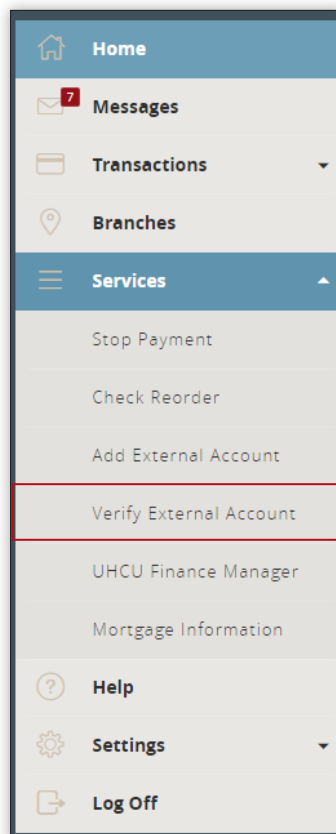 Home
7
Messages
Transactions
Branches
Services
Stop Payment
Check Reorder
Add External Account
Verify External Account
UHCU Finance Manager
Mortgage Information
?
Help
Settings
Log Off